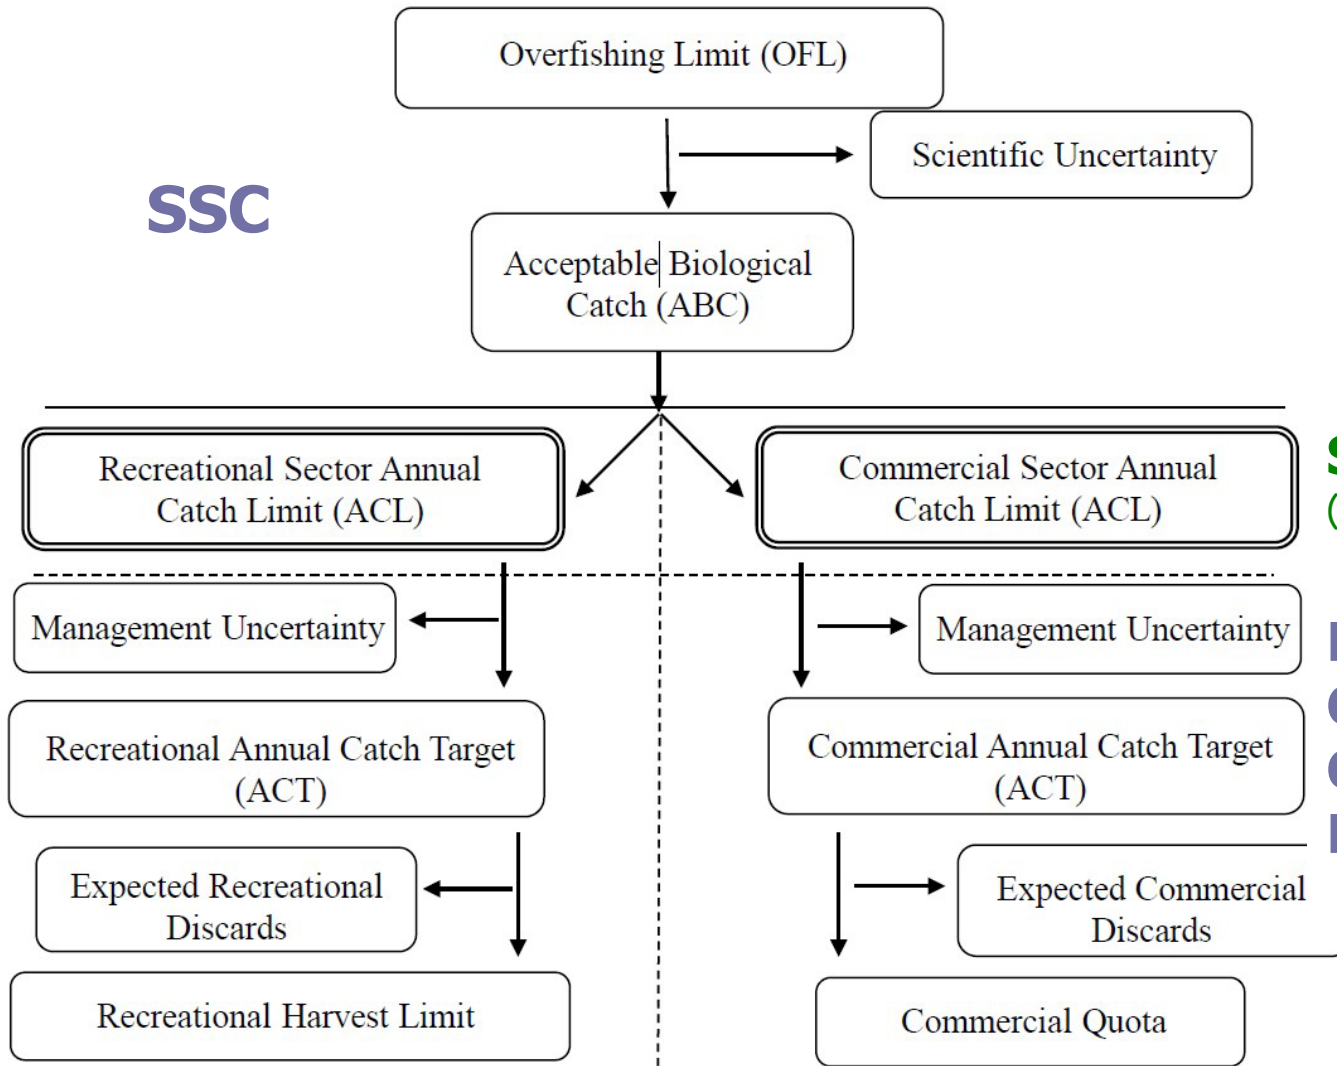 Overfishing Limit (OFL)
Scientific Uncertainty
SSC
Acceptable Biological
Catch (ABC)
Recreational Sector Annual
Catch Limit (ACL)
Commercial Sector Annual
Catch Limit (ACL)
Management Uncertainty
Management Uncertainty
Recreational Annual Catch Target
(ACT)
Commercial Annual Catch Target
(ACT)
Expected Recreational
Discards
Expected Commercial
Discards
Recreational Harvest Limit
Commercial Quota